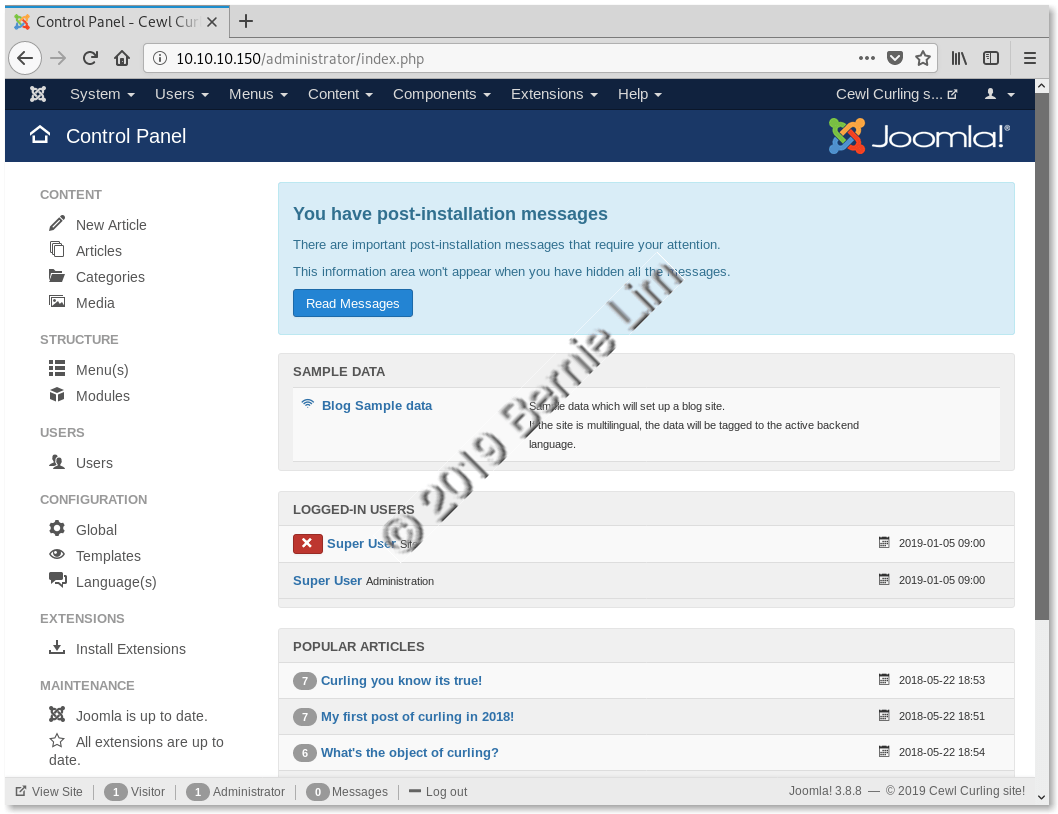 Control Panel - Cewl Cur
10.10.10.150/administrator/index.php
System Users Menus Content Components Extensions Help Cewl Curling s...
Control Panel
Joomla!®
CONTENT
New Article
Articles
Categories
Media
STRUCTURE
Menu(s)
Modules
USERS
Users
CONFIGURATION
Global
Templates
Language(s)
EXTENSIONS
Install Extensions
MAINTENANCE
Joomla is up to date.
All extensions are up to
date.
You have post-installation messages
There are important post-installation messages that require your attention.
This information area won't appear when you have hidden all the messages.
Read Messages
SAMPLE DATA
Blog Sample data
Sample data which will set up a blog site.
If the site is multilingual, the data will be tagged to the active backend
language.
LOGGED-IN USERS
Super User Site 2019-01-05 09:00
Super User Administration 2019-01-05 09:00
POPULAR ARTICLES
7 Curling you know its true! 2018-05-22 18:53
7 My first post of curling in 2018! 2018-05-22 18:51
6 What's the object of curling? 2018-05-22 18:54
© 2019 Bernie Lim
View Site 1 Visitor 1 Administrator 0 Messages Log out Joomla! 3.8.8 — © 2019 Cewl Curling site!